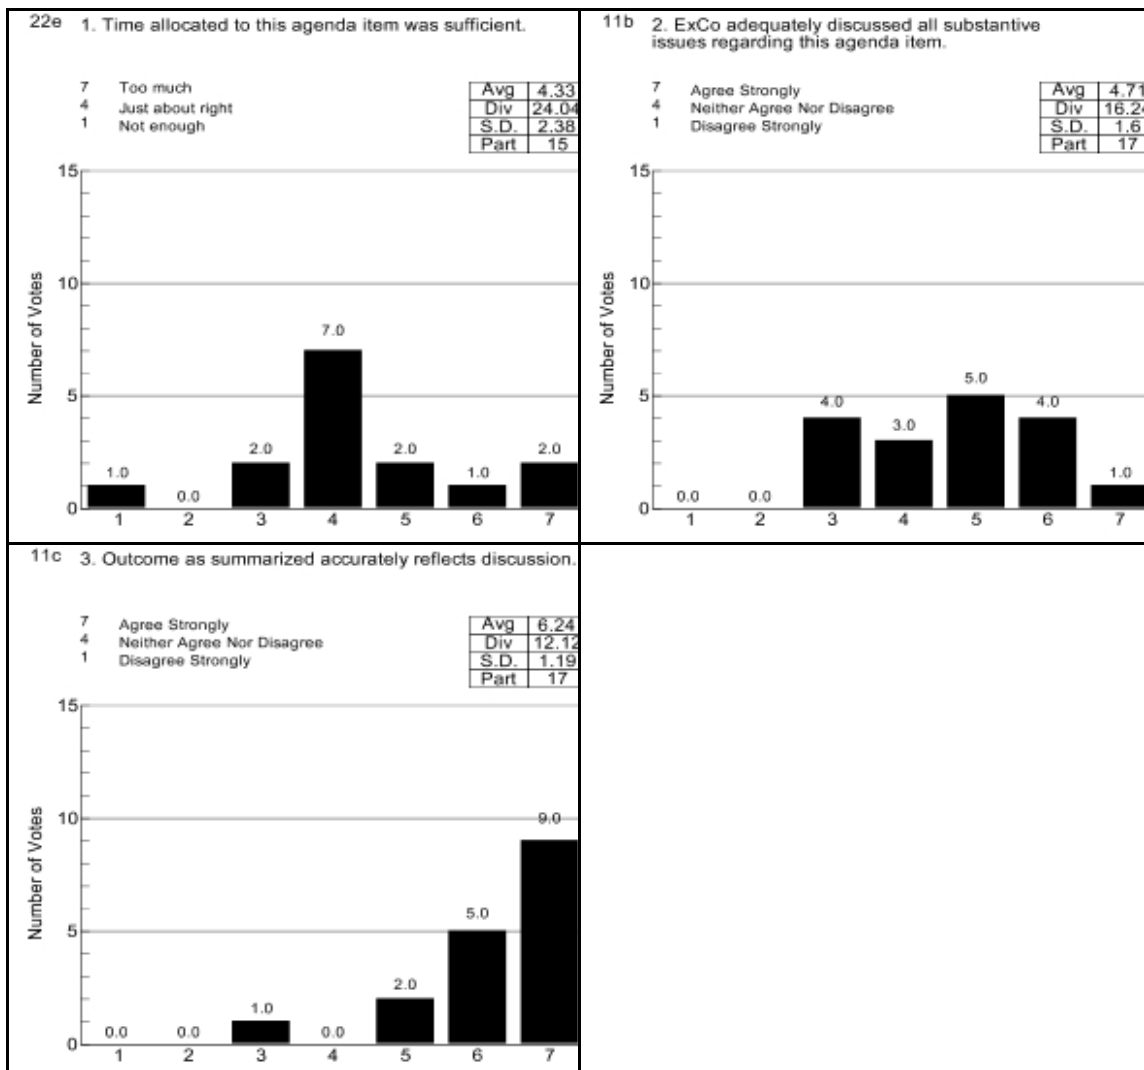 22e 1. Time allocated to this agenda item was sufficient.
7 Too much
4 Just about right
1 Not enough
Avg 4.33
Div 24.04
S.D. 2.38
Part 15
Number of Votes
15
10
5
0
1.0
0.0
2.0
7.0
2.0
1.0
2.0
1 2 3 4 5 6 7
11b 2. ExCo adequately discussed all substantive
issues regarding this agenda item.
7 Agree Strongly
4 Neither Agree Nor Disagree
1 Disagree Strongly
Avg 4.71
Div 16.24
S.D. 1.6
Part 17
Number of Votes
15
10
5
0
0.0
0.0
4.0
3.0
5.0
4.0
1.0
1 2 3 4 5 6 7
11c 3. Outcome as summarized accurately reflects discussion.
7 Agree Strongly
4 Neither Agree Nor Disagree
1 Disagree Strongly
Avg 6.24
Div 12.12
S.D. 1.19
Part 17
Number of Votes
15
10
5
0
0.0
0.0
1.0
0.0
2.0
5.0
9.0
1 2 3 4 5 6 7